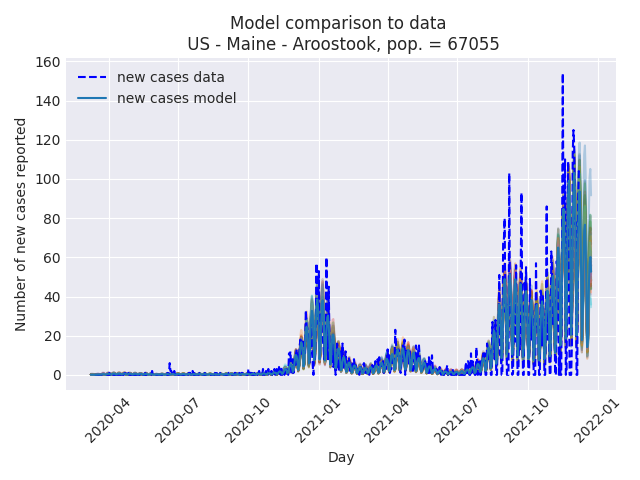 Model comparison to data
US - Maine - Aroostook, pop. = 67055
new cases data
new cases model
Number of new cases reported
160
140
120
100
80
60
40
20
0
2020-04
2020-07
2020-10
2021-01
2021-04
2021-07
2021-10
2022-01
Day